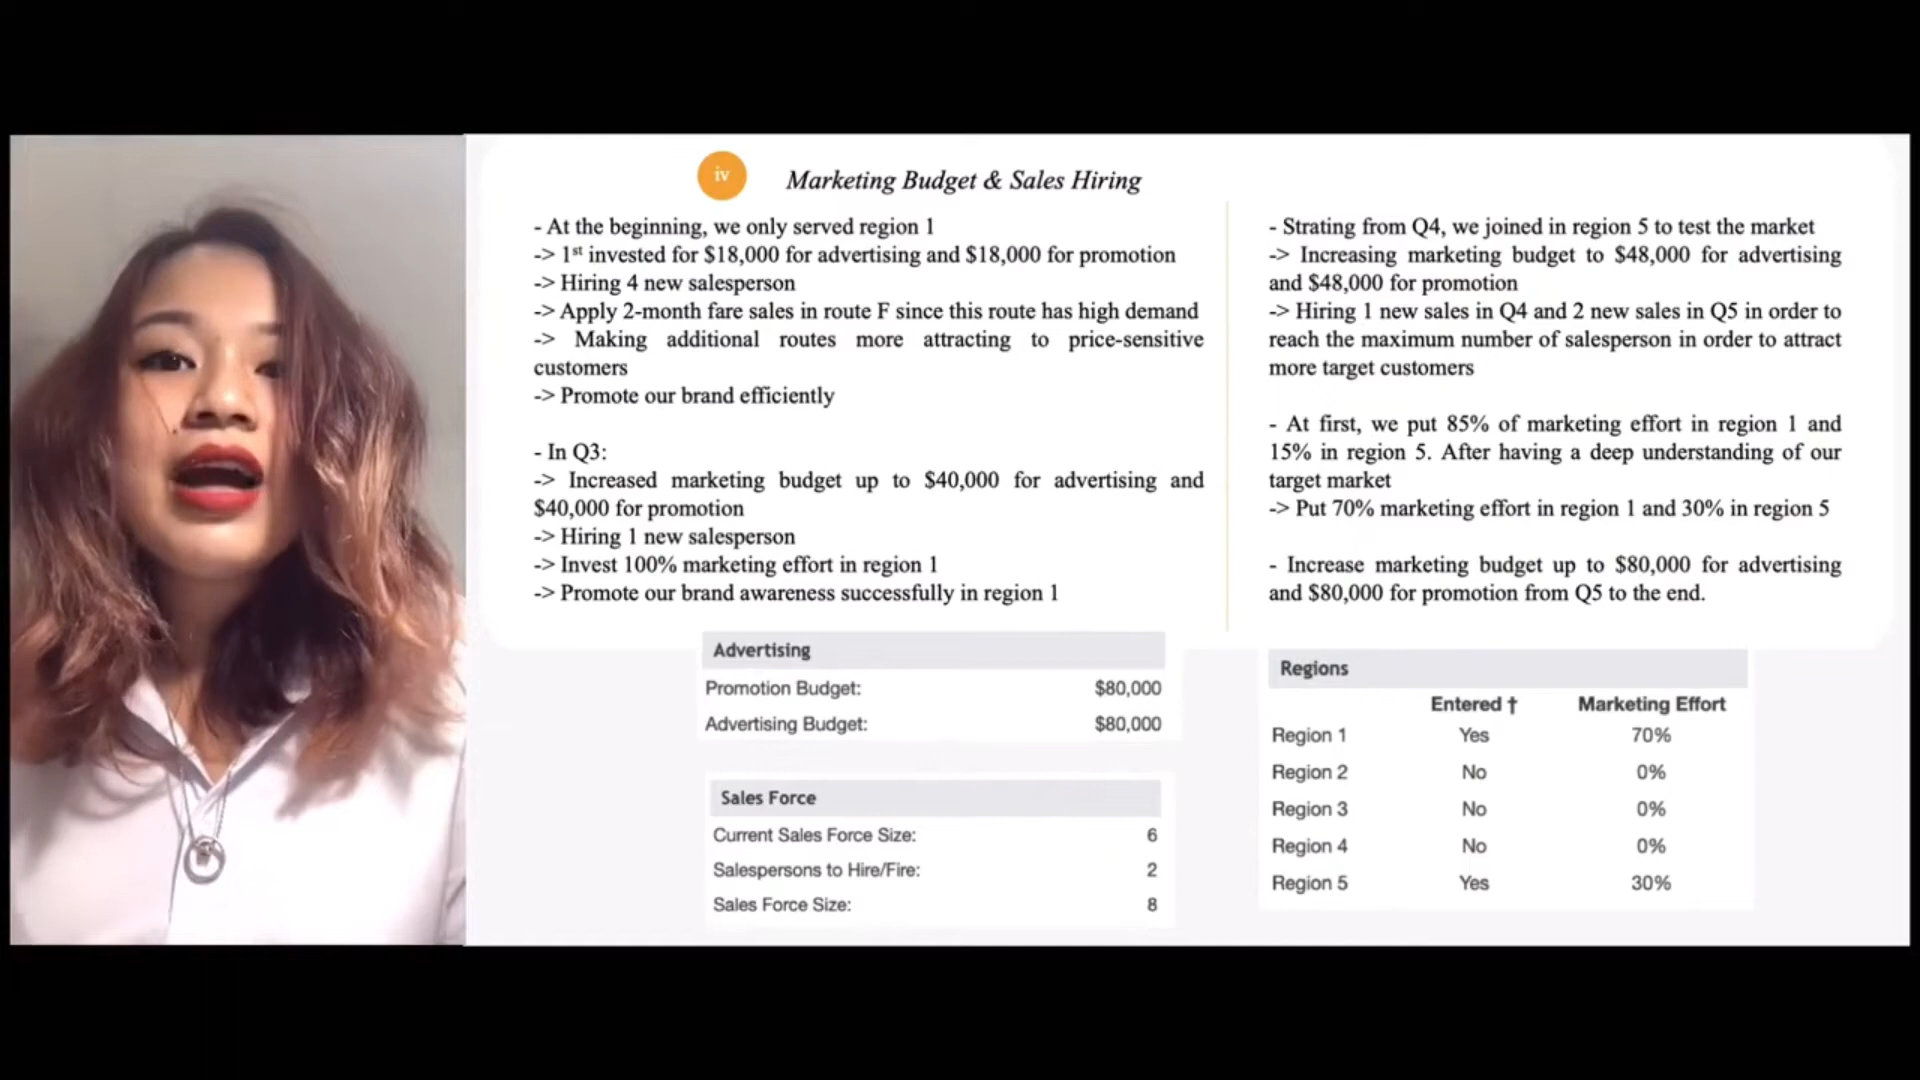 iv
Marketing Budget & Sales Hiring
- At the beginning, we only served region 1
-> 1st invested for $18,000 for advertising and $18,000 for promotion
-> Hiring 4 new salesperson
-> Apply 2-month fare sales in route F since this route has high demand
-> Making additional routes more attracting to price-sensitive
customers
-> Promote our brand efficiently
- In Q3:
-> Increased marketing budget up to $40,000 for advertising and
$40,000 for promotion
-> Hiring 1 new salesperson
-> Invest 100% marketing effort in region 1
-> Promote our brand awareness successfully in region 1
- Strating from Q4, we joined in region 5 to test the market
-> Increasing marketing budget to $48,000 for advertising
and $48,000 for promotion
-> Hiring 1 new sales in Q4 and 2 new sales in Q5 in order to
reach the maximum number of salesperson in order to attract
more target customers
- At first, we put 85% of marketing effort in region 1 and
15% in region 5. After having a deep understanding of our
target market
-> Put 70% marketing effort in region 1 and 30% in region 5
- Increase marketing budget up to $80,000 for advertising
and $80,000 for promotion from Q5 to the end.
Advertising
Promotion Budget: $80,000
Advertising Budget: $80,000
Sales Force
Current Sales Force Size: 6
Salespersons to Hire/Fire: 2
Sales Force Size: 8
Regions
Entered † Marketing Effort
Region 1 Yes 70%
Region 2 No 0%
Region 3 No 0%
Region 4 No 0%
Region 5 Yes 30%